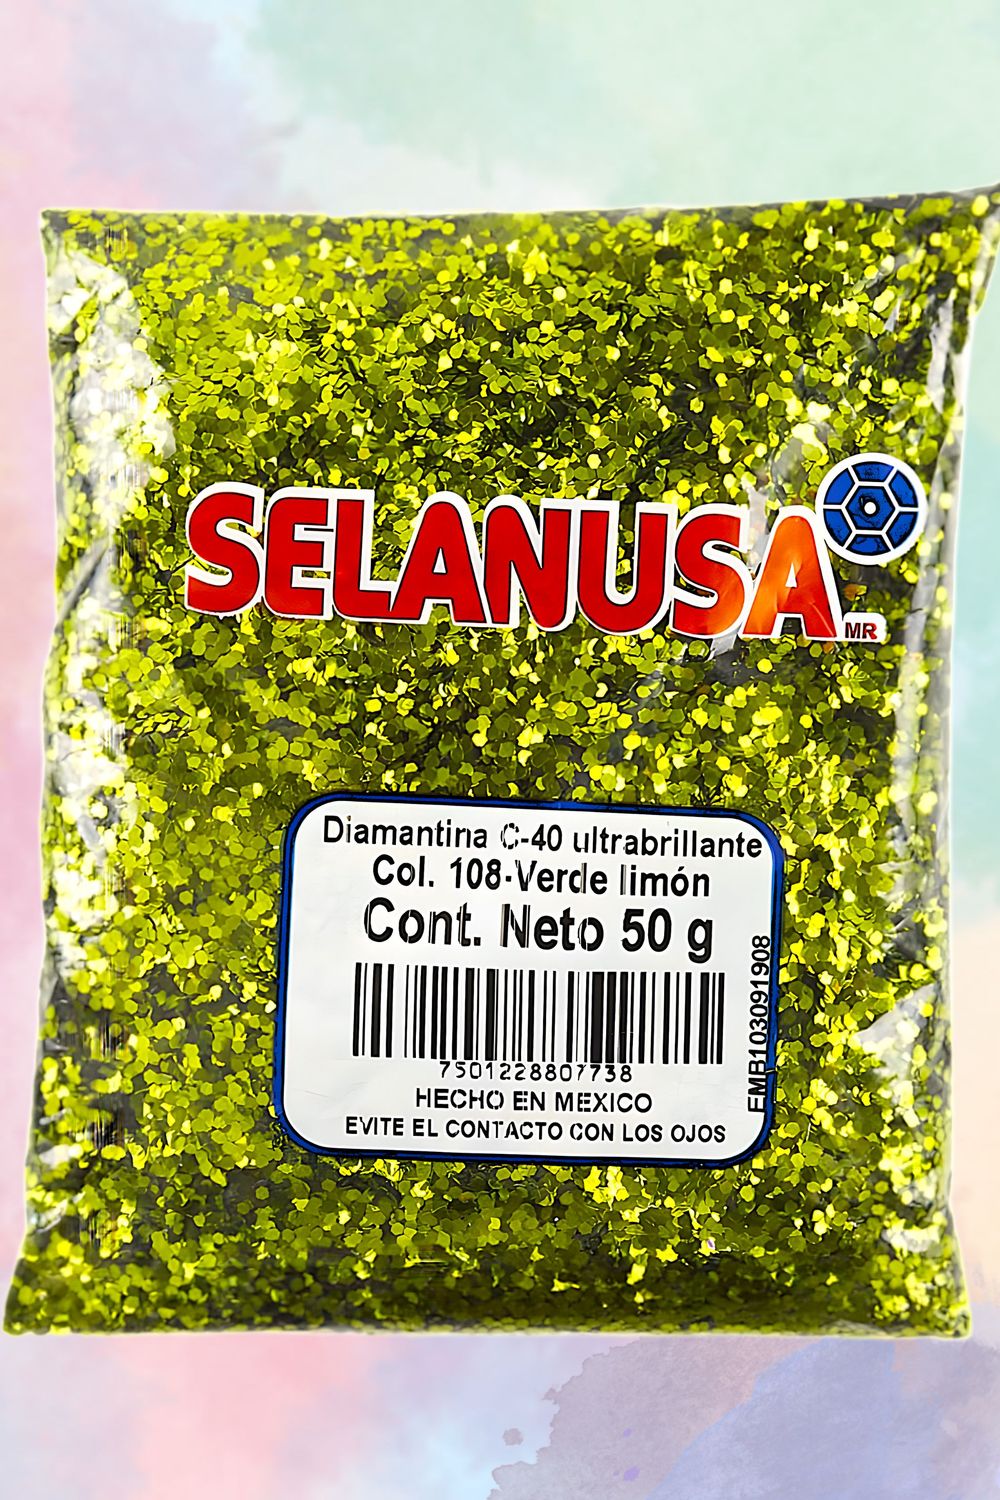 SELANUSA
MR
Diamantina C-40 ultrabrillante
Col. 108-Verde limón
Cont. Neto 50 g
7501228807738
HECHO EN MEXICO
EVITE EL CONTACTO CON LOS OJOS
FMB103091908